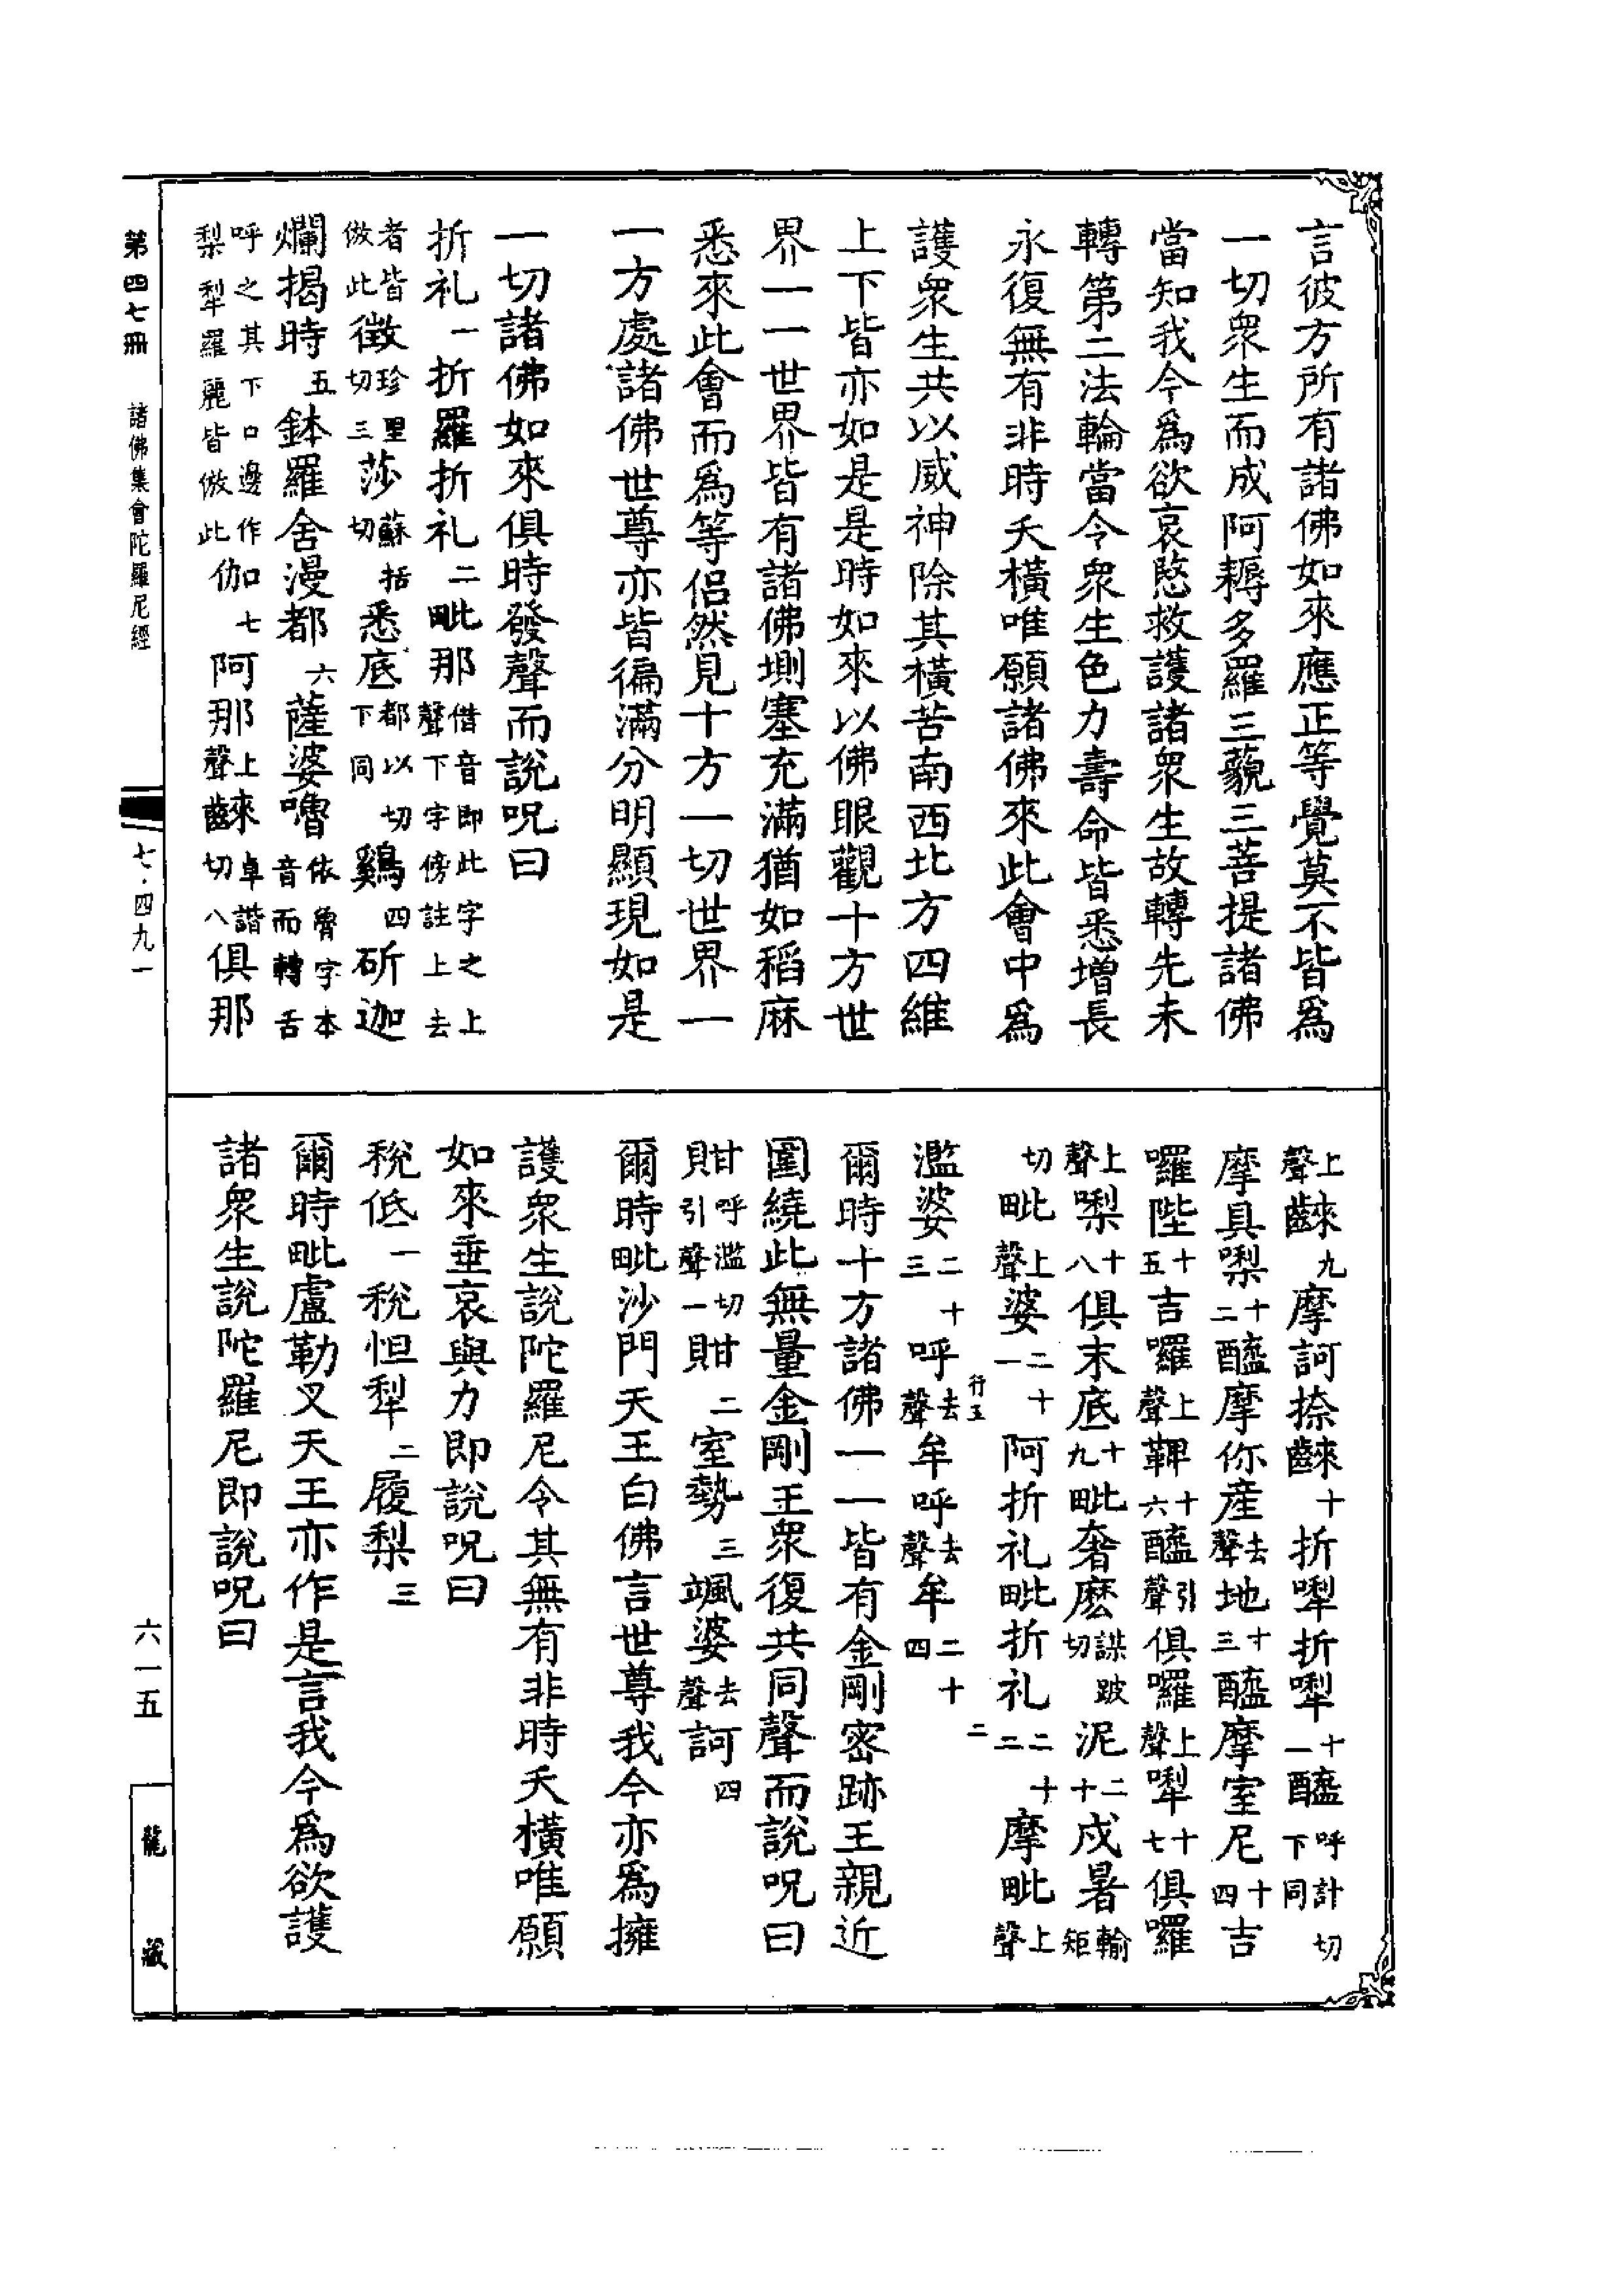 言彼方所有諸佛如來應正等覺莫不皆爲
一切衆生而成阿耨多羅三藐三菩提諸佛
當知我今爲欲哀愍救護諸衆生故轉先未
轉第二法輪當令衆生色力壽命皆悉增長
永復無有非時夭橫唯願諸佛來此會中爲
護衆生共以威神除其橫苦南西北方四維
上下皆亦如是是時如來以佛眼觀十方世
界一一世界皆有諸佛㘽塞充滿猶如稻麻
悉來此會而爲等侣然見十方一切世界一
一方處諸佛世尊亦皆徧滿分明顯現如是
一切諸佛如來俱時發聲而說呪曰
折礼一折羅折礼二毗那借音即此字之上聲下字傍註上去
者皆倣此徵珍里切三莎蘇括切悉底都以切下同鷄四斫迦
爛揭時五鉢羅舍漫都六薩婆嚕依魯字本音而轉舌
呼之其下口邊作梨犁羅麗皆倣此伽七阿那上聲䶚卓諧切八俱那
上聲䶚九摩訶捺䶚十折㗚折㗚十一醯呼計切下同
摩具㗚十二醯摩你產去聲地十三醯摩室尼十四吉
囉陛十五吉囉上聲鞞十六醯引聲俱囉上聲㗚十七俱囉
上聲㗚十八俱末底十九毗奢麽謀跛切泥二十戍暑輸矩
切毗上聲婆二十一阿折礼毗折礼二十二摩毗上聲
濫婆二十三呼去聲牟呼去聲牟二十四
行五
二
爾時十方諸佛一一皆有金剛密跡王親近
圍繞此無量金剛王衆復共同聲而說呪曰
㽍呼濫切引聲一㽍二室勢三颯婆去聲訶四
爾時毗沙門天王白佛言世尊我今亦爲擁
護衆生說陀羅尼令其無有非時夭橫唯願
如來垂哀與力即說呪曰
稅低一稅怛犁二履梨三
爾時毗盧勒叉天王亦作是言我今爲欲護
諸衆生說陀羅尼即說呪曰
第四七冊 諸佛集會陀羅尼經 七·四九一 六一五 龍藏